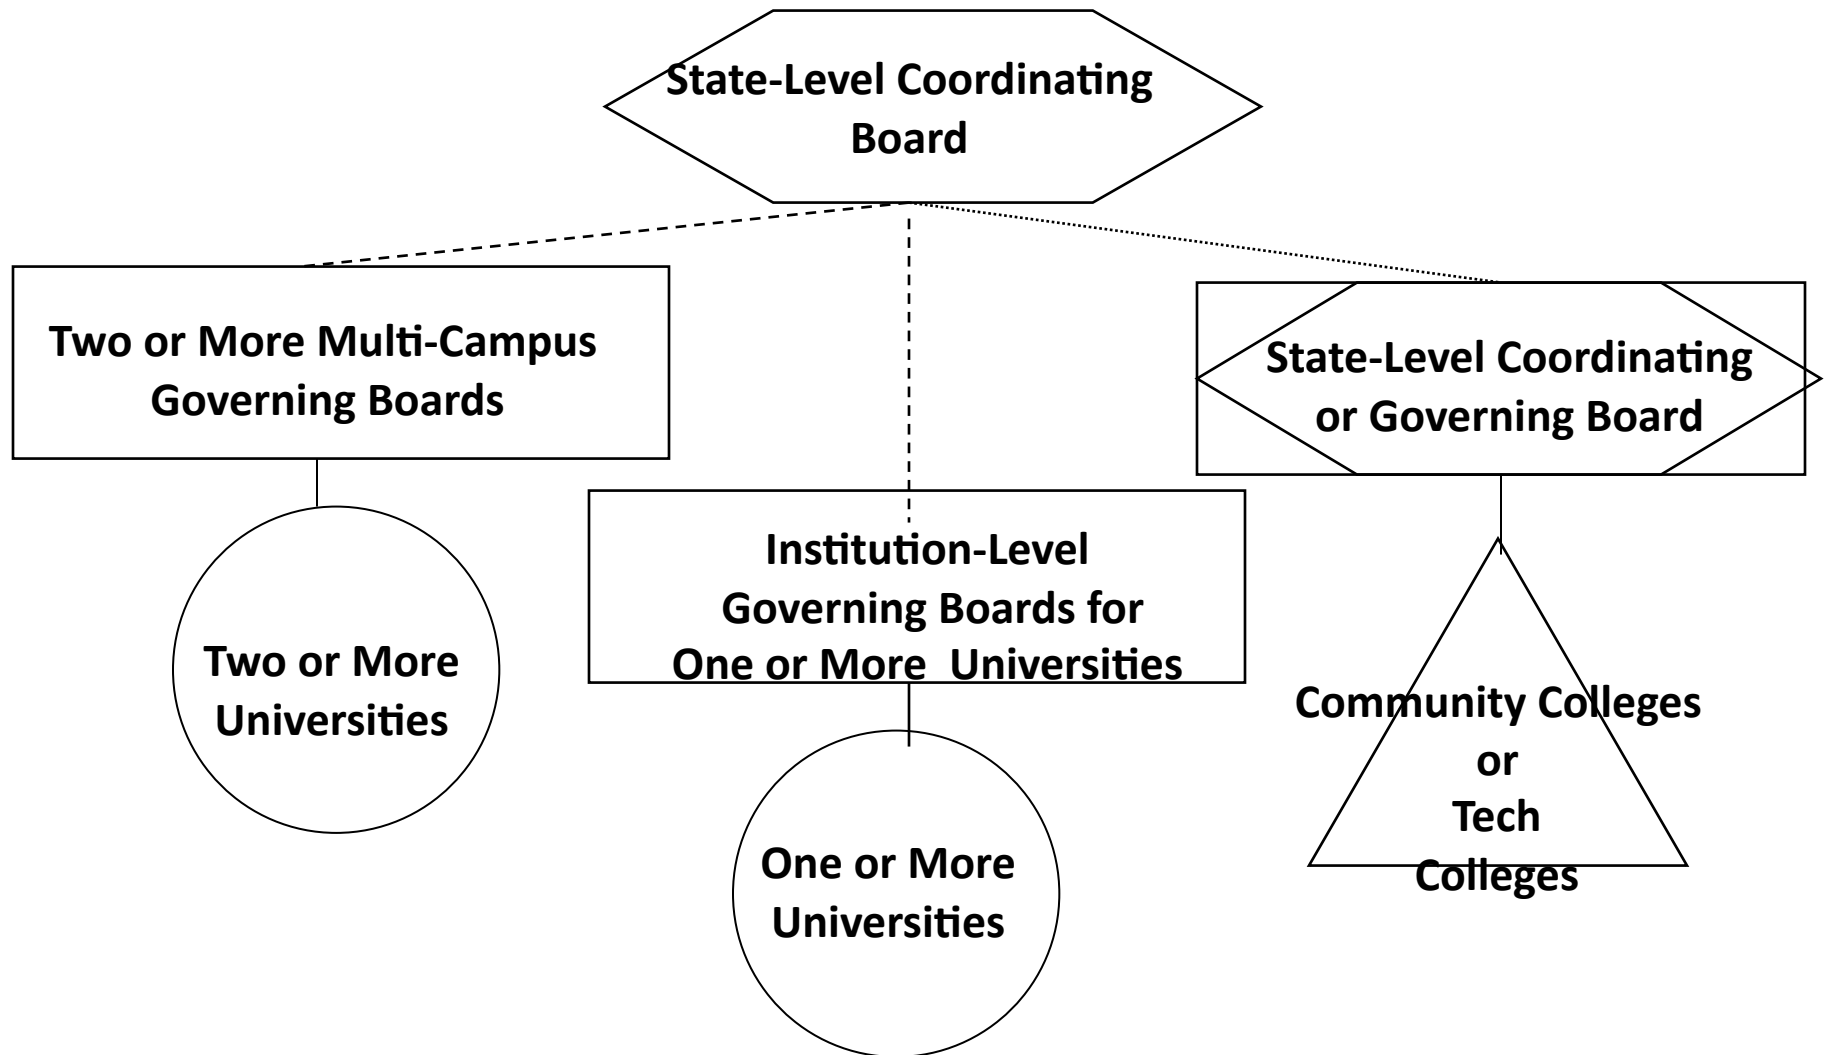 State-Level Coordinating
Board
Two or More Multi-Campus
Governing Boards
State-Level Coordinating
or Governing Board
Institution-Level
Governing Boards for
One or More  Universities
Two or More
Universities
Community Colleges
or
Tech
Colleges
One or More
Universities